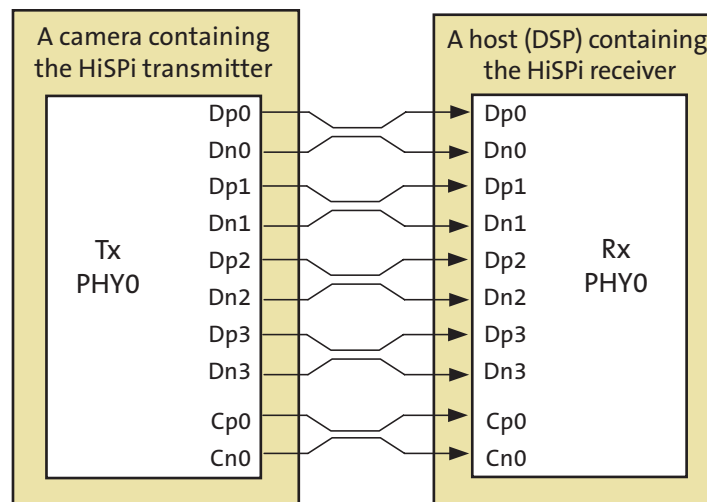 A camera containing
the HiSPi transmitter
Tx
PHY0
Dp0
Dn0
Dp1
Dn1
Dp2
Dn2
Dp3
Dn3
Cp0
Cn0
A host (DSP) containing
the HiSPi receiver
Dp0
Dn0
Dp1
Dn1
Dp2
Dn2
Dp3
Dn3
Cp0
Cn0
Rx
PHY0